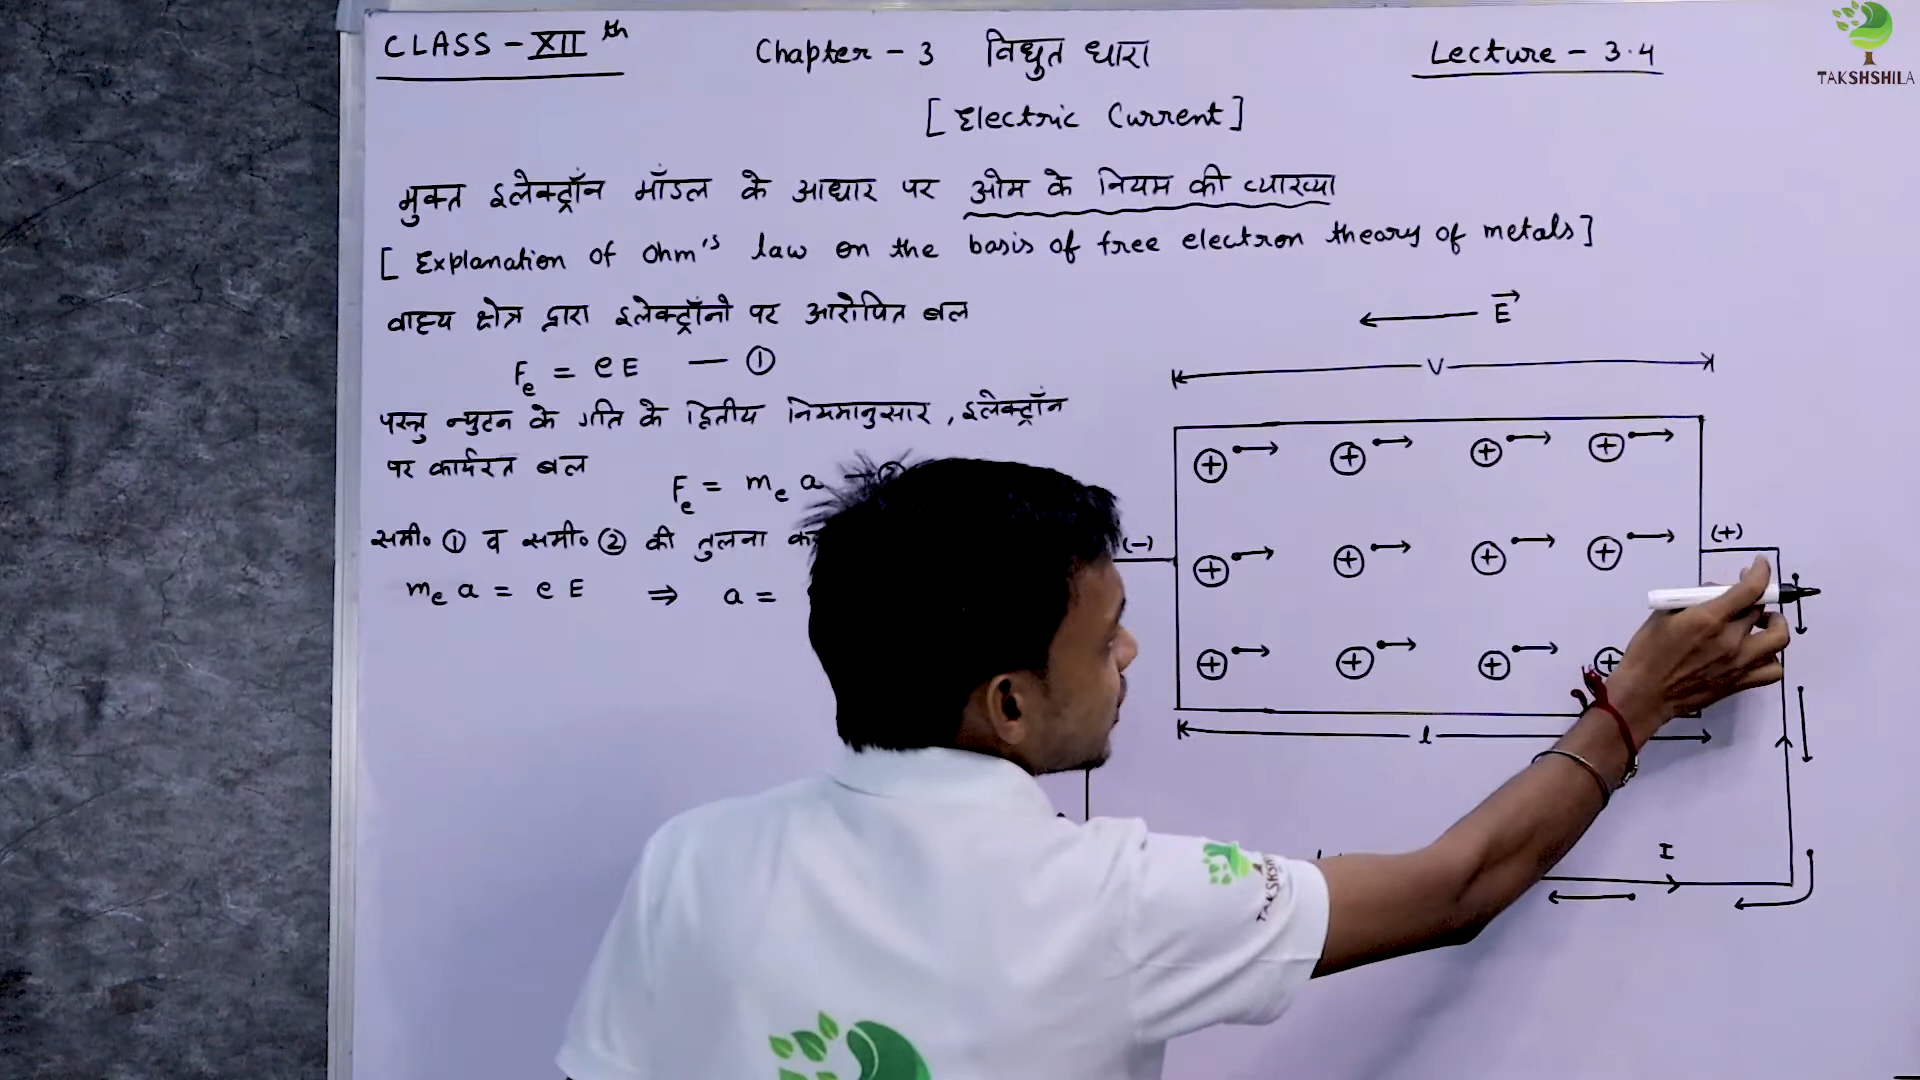 CLASS - XII th
Chapter - 3 विधुत धारा
Lecture - 3.4
TAKSHSHILA
[ Electric Current ]
मुक्त इलेक्ट्रॉन मॉडल के आधार पर ओम के नियम की व्याख्या
[ Explanation of Ohm's law on the basis of free electron theory of metals ]
वाह्य क्षेत्र द्वारा इलेक्ट्रॉनो पर आरोपित बल
Fe = e E — ①
परन्तु न्युटन के गति के द्वितीय नियमानुसार , इलेक्ट्रॉन
पर कार्यरत बल
Fe = me a
समी० ① व समी० ② की तुलना
me a = e E ⇒ a =
E
V
+ + + +
(-) (+)
+ + + +
+ + + +
l
I
TAKSHS